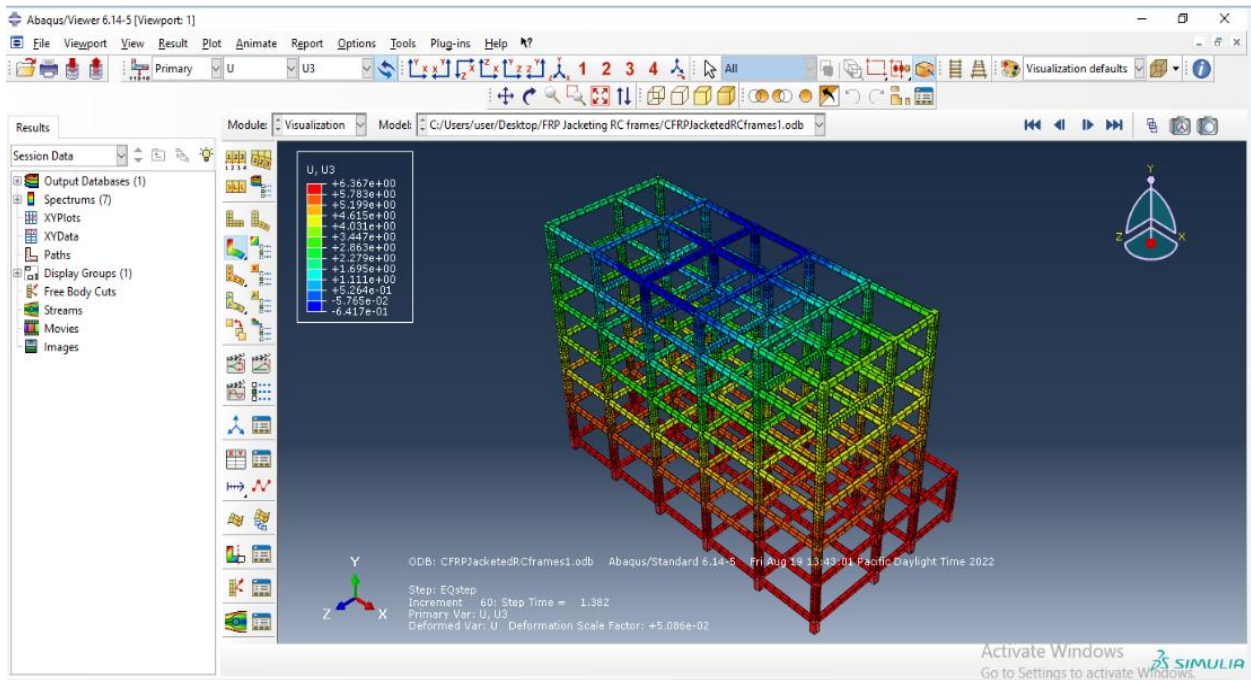 Abaqus/Viewer 6.14-5 [Viewport: 1]
File Viewport View Result Plot Animate Report Options Tools Plug-ins Help
Primary U U3 1 2 3 4 All Visualization defaults
Results
Module: Visualization Model: C:/Users/user/Desktop/FRP Jacketing RC frames/CFRPJacketedRCframes1.odb
Session Data
Output Databases (1)
Spectrums (7)
XYPlots
XYData
Paths
Display Groups (1)
Free Body Cuts
Streams
Movies
Images
U, U3
+6.367e+00
+5.783e+00
+5.199e+00
+4.615e+00
+4.031e+00
+3.447e+00
+2.863e+00
+2.279e+00
+1.695e+00
+1.111e+00
+5.264e-01
-5.765e-02
-6.417e-01
Y
Z X
Y
Z X
ODB: CFRPJacketedRCframes1.odb Abaqus/Standard 6.14-5 Fri Aug 19 13:43:01 Pacific Daylight Time 2022
Step: EQstep
Increment 60: Step Time = 1.382
Primary Var: U, U3
Deformed Var: U Deformation Scale Factor: +5.086e-02
Activate Windows
Go to Settings to activate Windows.
SIMULIA